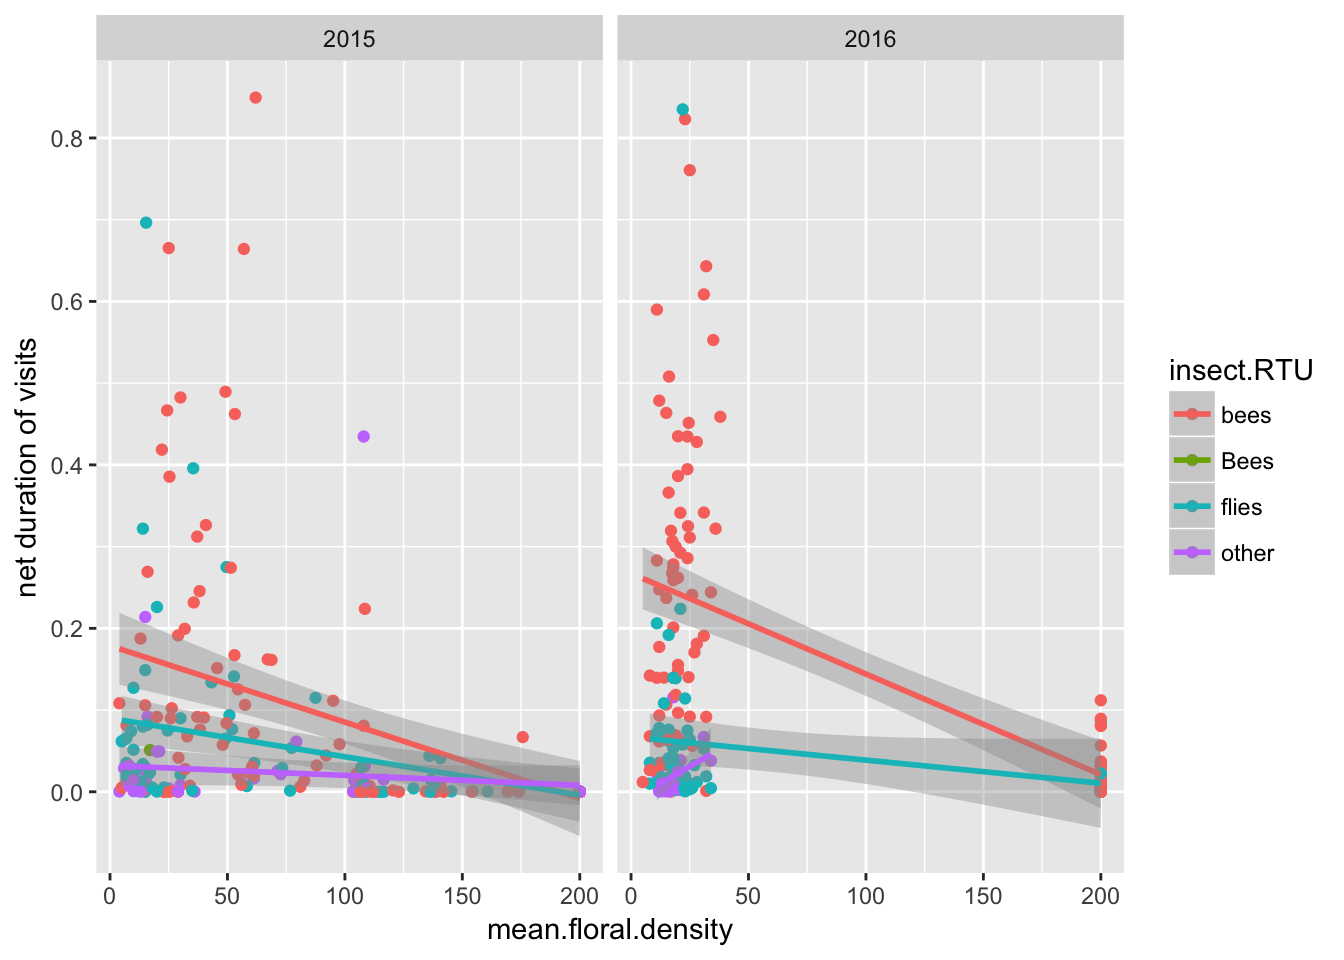 2015
2016
0.8
0.6
0.4
0.2
0.0
net duration of visits
0 50 100 150 200
0 50 100 150 200
mean.floral.density
insect.RTU
bees
Bees
flies
other